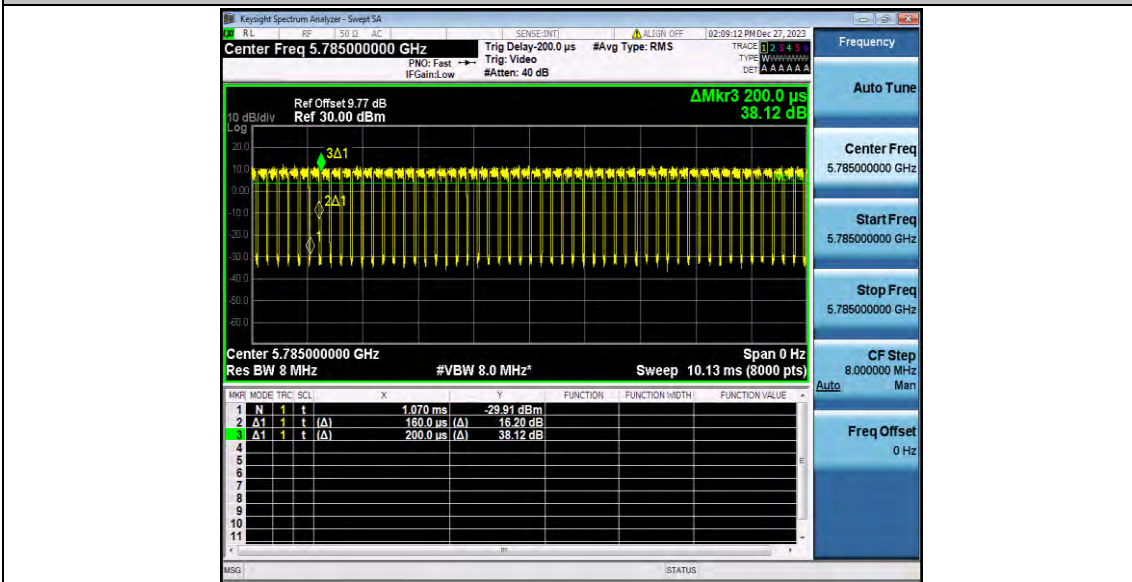 Keysight Spectrum Analyzer - Swept SA
RL RF 50 Ω AC SENSE:INT ALIGN OFF 02:09:12 PM Dec 27, 2023
Center Freq 5.785000000 GHz
PNO: Fast
IFGain:Low
Trig Delay-200.0 µs
Trig: Video
#Atten: 40 dB
#Avg Type: RMS
TRACE 1 2 3 4 5 6
TYPE WWWWWW
DET A A A A A A
Frequency
Auto Tune
Center Freq
5.785000000 GHz
Start Freq
5.785000000 GHz
Stop Freq
5.785000000 GHz
CF Step
8.000000 MHz
Auto Man
Freq Offset
0 Hz
ΔMkr3 200.0 µs
38.12 dB
Ref Offset 9.77 dB
10 dB/div Ref 30.00 dBm
Log
20.0
10.0
0.00
-10.0
-20.0
-30.0
-40.0
-50.0
-60.0
3Δ1
2Δ1
1
Center 5.785000000 GHz Span 0 Hz
Res BW 8 MHz #VBW 8.0 MHz* Sweep 10.13 ms (8000 pts)
MKR MODE TRC SCL X Y FUNCTION FUNCTION WIDTH FUNCTION VALUE
1 N 1 t 1.070 ms -29.91 dBm
2 Δ1 1 t (Δ) 160.0 µs (Δ) 16.20 dB
3 Δ1 1 t (Δ) 200.0 µs (Δ) 38.12 dB
4
5
6
7
8
9
10
11
MSG STATUS